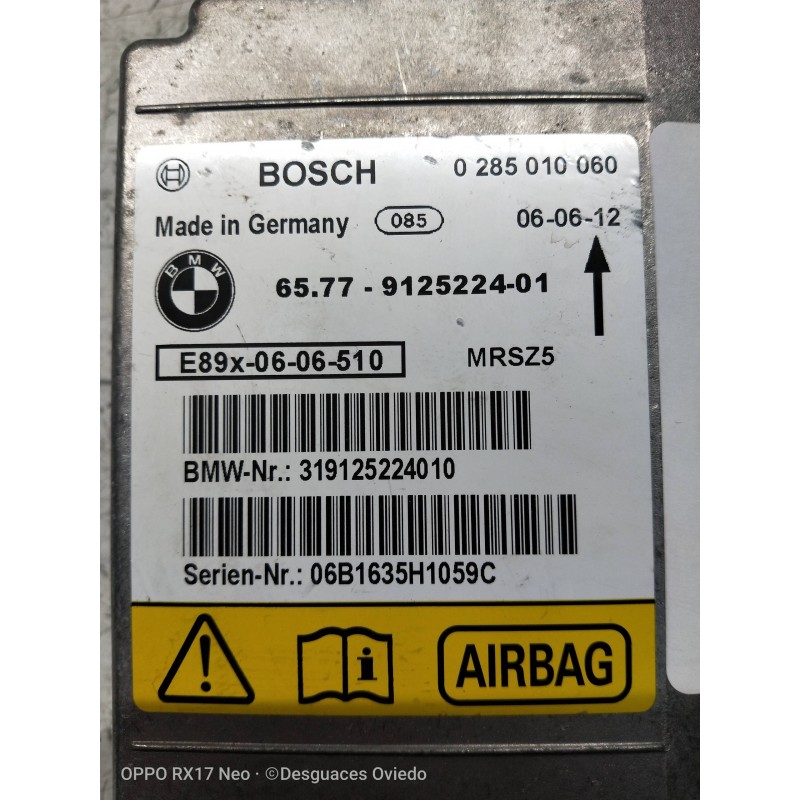 BOSCH 0 285 010 060
Made in Germany 085 06-06-12
BMW 65.77 - 9125224-01
E89x-06-06-510 MRSZ5
BMW-Nr.: 319125224010
Serien-Nr.: 06B1635H1059C
AIRBAG
OPPO RX17 Neo · ©Desguaces Oviedo